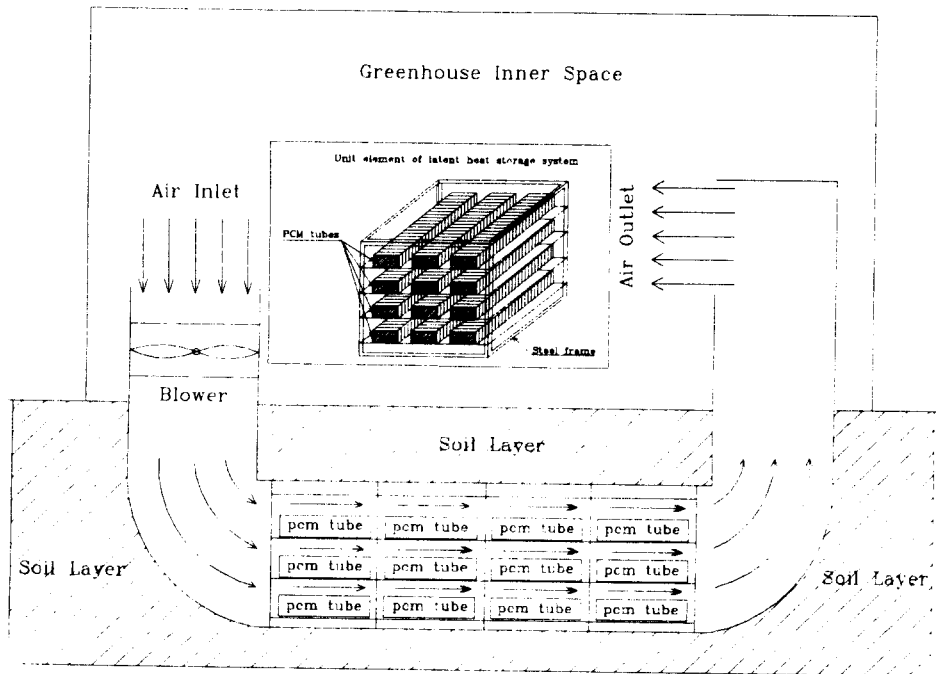 Greenhouse Inner Space
Unit element of latent heat storage system
Air Inlet
PCM tubes
Air Outlet
Steel frame
Blower
Soil Layer
pcm tube pcm tube pcm tube pcm tube
pcm tube pcm tube pcm tube pcm tube
Soil Layer
Soil Layer
pcm tube pcm tube pcm tube pcm tube